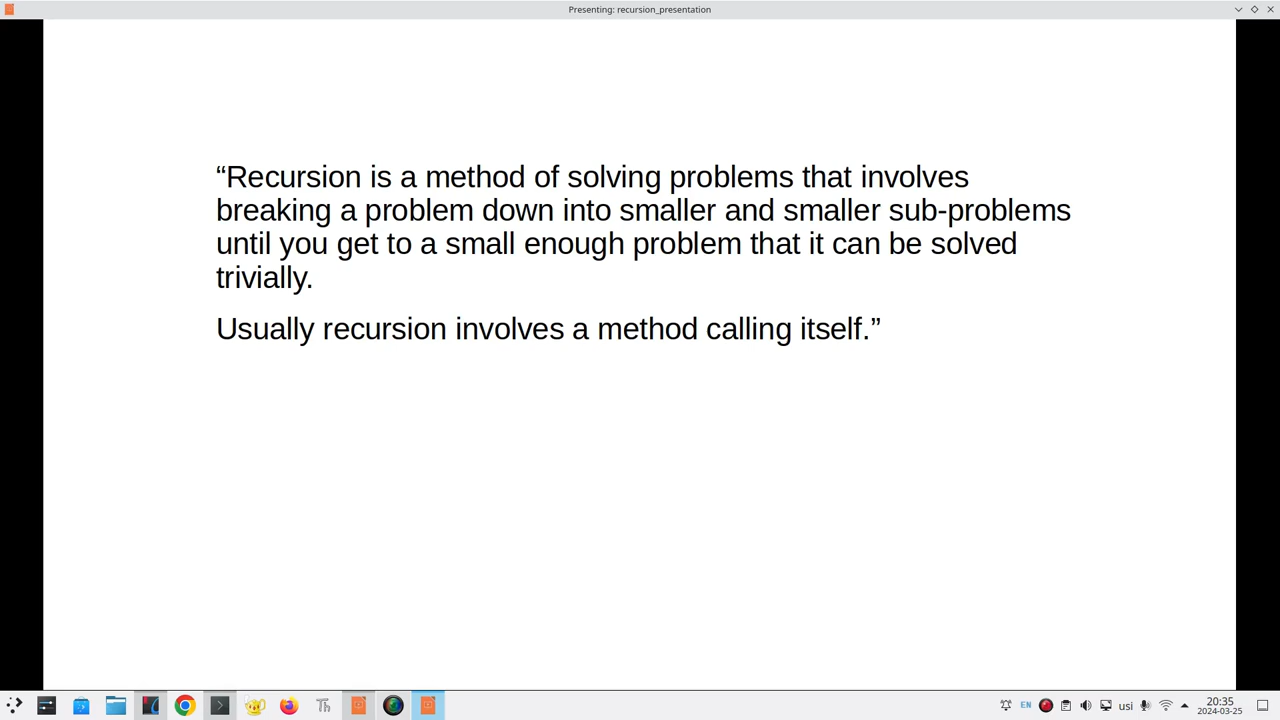 Presenting: recursion_presentation
“Recursion is a method of solving problems that involves
breaking a problem down into smaller and smaller sub-problems
until you get to a small enough problem that it can be solved
trivially.
Usually recursion involves a method calling itself.”
Th
EN
usi
20:35
2024-03-25